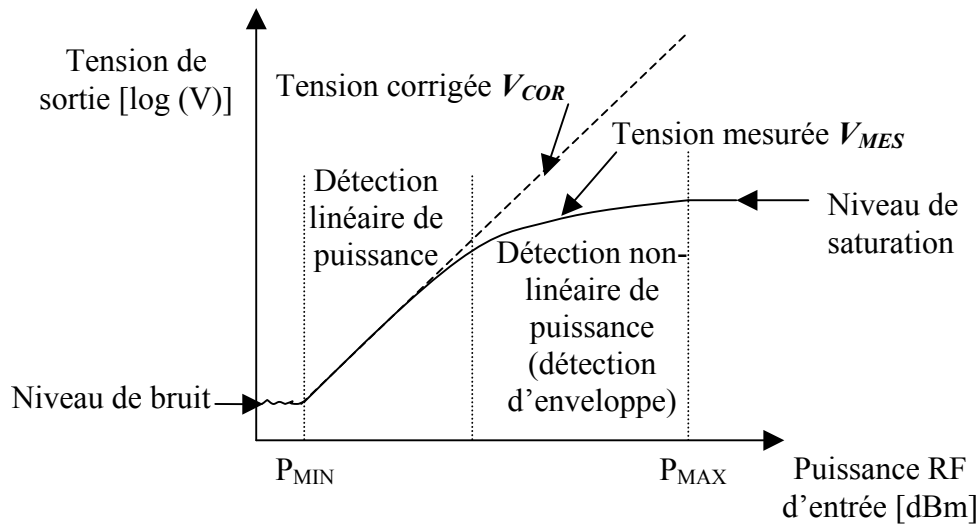 Tension de
sortie [log (V)]
Tension corrigée V_COR
Tension mesurée V_MES
Détection
linéaire de
puissance
Niveau de
saturation
Détection non-
linéaire de
puissance
(détection
d’enveloppe)
Niveau de bruit
P_MIN
P_MAX
Puissance RF
d’entrée [dBm]